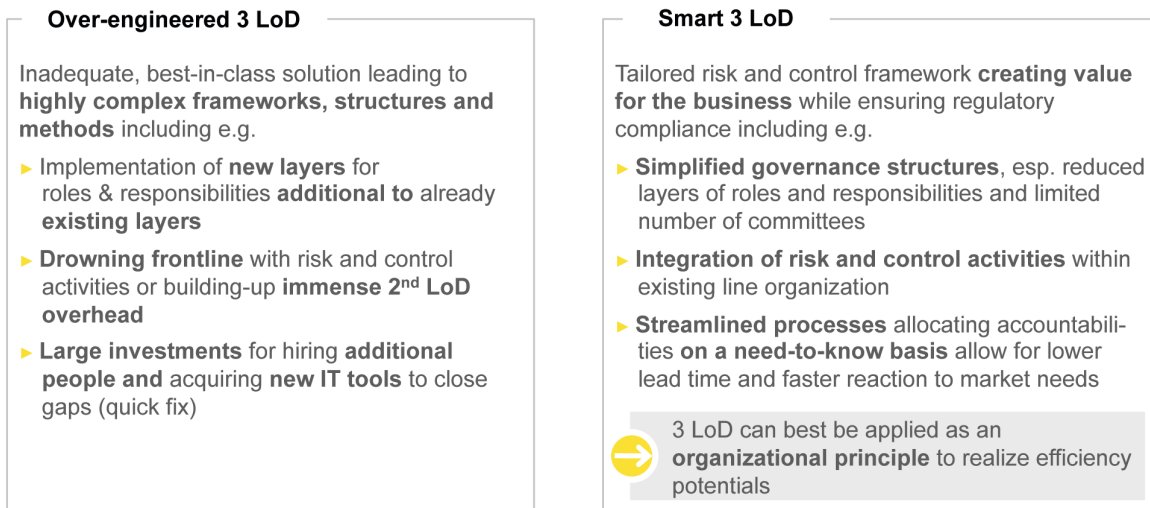 Over-engineered 3 LoD
Inadequate, best-in-class solution leading to
highly complex frameworks, structures and
methods including e.g.
► Implementation of new layers for
roles & responsibilities additional to already
existing layers
► Drowning frontline with risk and control
activities or building-up immense 2nd LoD
overhead
► Large investments for hiring additional
people and acquiring new IT tools to close
gaps (quick fix)
Smart 3 LoD
Tailored risk and control framework creating value
for the business while ensuring regulatory
compliance including e.g.
► Simplified governance structures, esp. reduced
layers of roles and responsibilities and limited
number of committees
► Integration of risk and control activities within
existing line organization
► Streamlined processes allocating accountabili-
ties on a need-to-know basis allow for lower
lead time and faster reaction to market needs
3 LoD can best be applied as an
organizational principle to realize efficiency
potentials